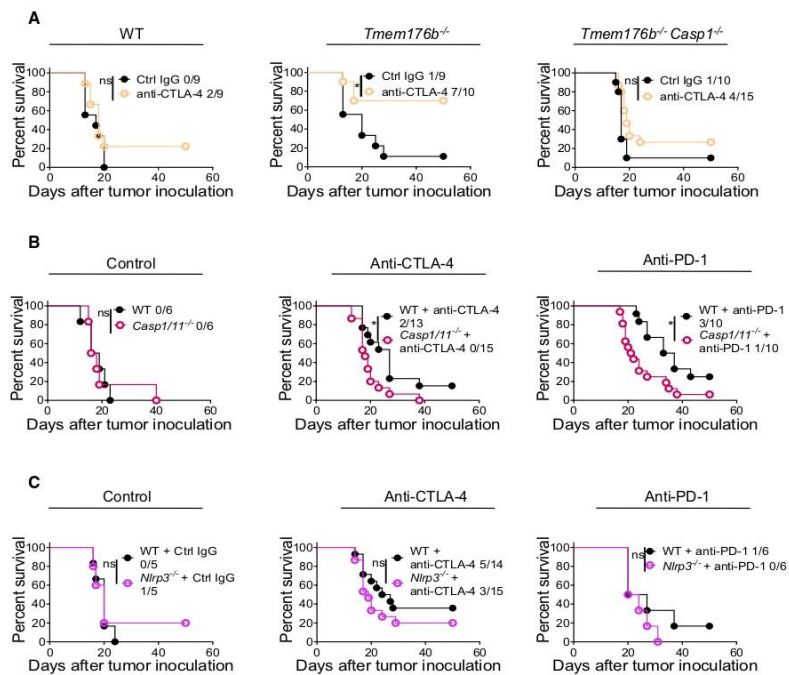 A
WT
Tmem176b-/-
Tmem176b-/- Casp1-/-
Percent survival
100
80
60
40
20
0
0 20 40 60
Days after tumor inoculation
ns
Ctrl IgG 0/9
anti-CTLA-4 2/9
Percent survival
100
80
60
40
20
0
0 20 40 60
Days after tumor inoculation
*
Ctrl IgG 1/9
anti-CTLA-4 7/10
Percent survival
100
80
60
40
20
0
0 20 40 60
Days after tumor inoculation
ns
Ctrl IgG 1/10
anti-CTLA-4 4/15
B
Control
Anti-CTLA-4
Anti-PD-1
Percent survival
100
80
60
40
20
0
0 20 40 60
Days after tumor inoculation
ns
WT 0/6
Casp1/11-/- 0/6
Percent survival
100
80
60
40
20
0
0 20 40 60
Days after tumor inoculation
*
WT + anti-CTLA-4
2/13
Casp1/11-/- +
anti-CTLA-4 0/15
Percent survival
100
80
60
40
20
0
0 20 40 60
Days after tumor inoculation
*
WT + anti-PD-1
3/10
Casp1/11-/- +
anti-PD-1 1/10
C
Control
Anti-CTLA-4
Anti-PD-1
Percent survival
100
80
60
40
20
0
0 20 40 60
Days after tumor inoculation
ns
WT + Ctrl IgG
0/5
Nlrp3-/- + Ctrl IgG
1/5
Percent survival
100
80
60
40
20
0
0 20 40 60
Days after tumor inoculation
ns
WT +
anti-CTLA-4 5/14
Nlrp3-/- +
anti-CTLA-4 3/15
Percent survival
100
80
60
40
20
0
0 20 40 60
Days after tumor inoculation
ns
WT + anti-PD-1 1/6
Nlrp3-/- + anti-PD-1 0/6